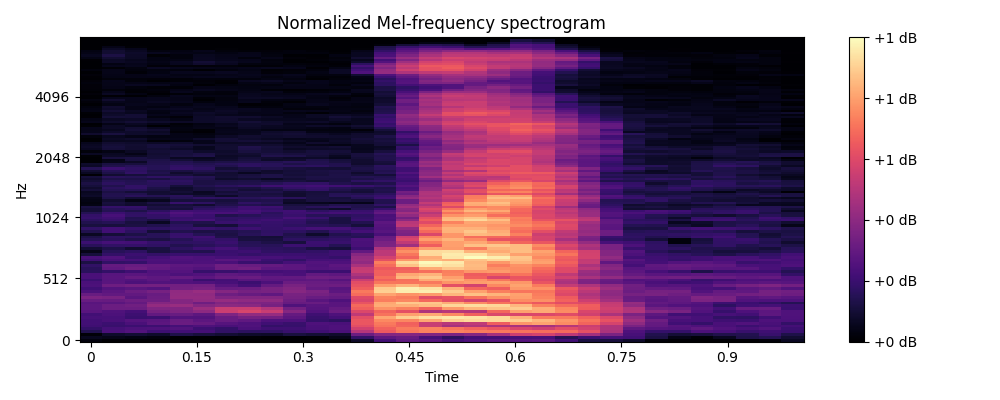 Normalized Mel-frequency spectrogram
Hz
4096
2048
1024
512
0
0
0.15
0.3
0.45
0.6
0.75
0.9
Time
+1 dB
+1 dB
+1 dB
+0 dB
+0 dB
+0 dB